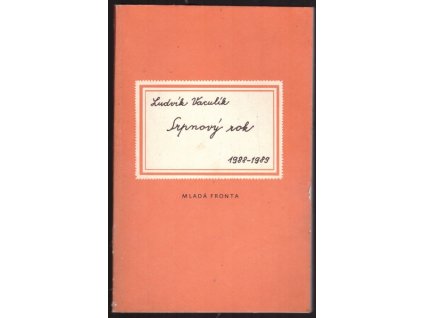 Ludvík Vaculík
Srpnový rok
1988-1989
MLADÁ FRONTA